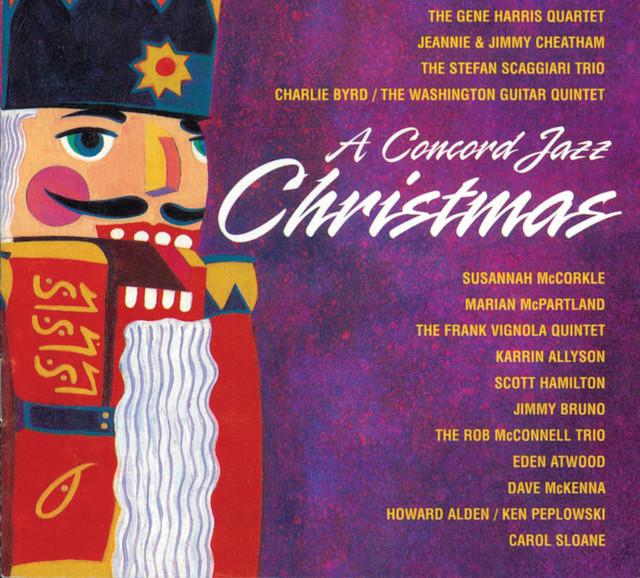 THE GENE HARRIS QUARTET
JEANNIE & JIMMY CHEATHAM
THE STEFAN SCAGGIARI TRIO
CHARLIE BYRD / THE WASHINGTON GUITAR QUINTET
A Concord Jazz
Christmas
SUSANNAH McCORKLE
MARIAN McPARTLAND
THE FRANK VIGNOLA QUINTET
KARRIN ALLYSON
SCOTT HAMILTON
JIMMY BRUNO
THE ROB McCONNELL TRIO
EDEN ATWOOD
DAVE McKENNA
HOWARD ALDEN / KEN PEPLOWSKI
CAROL SLOANE